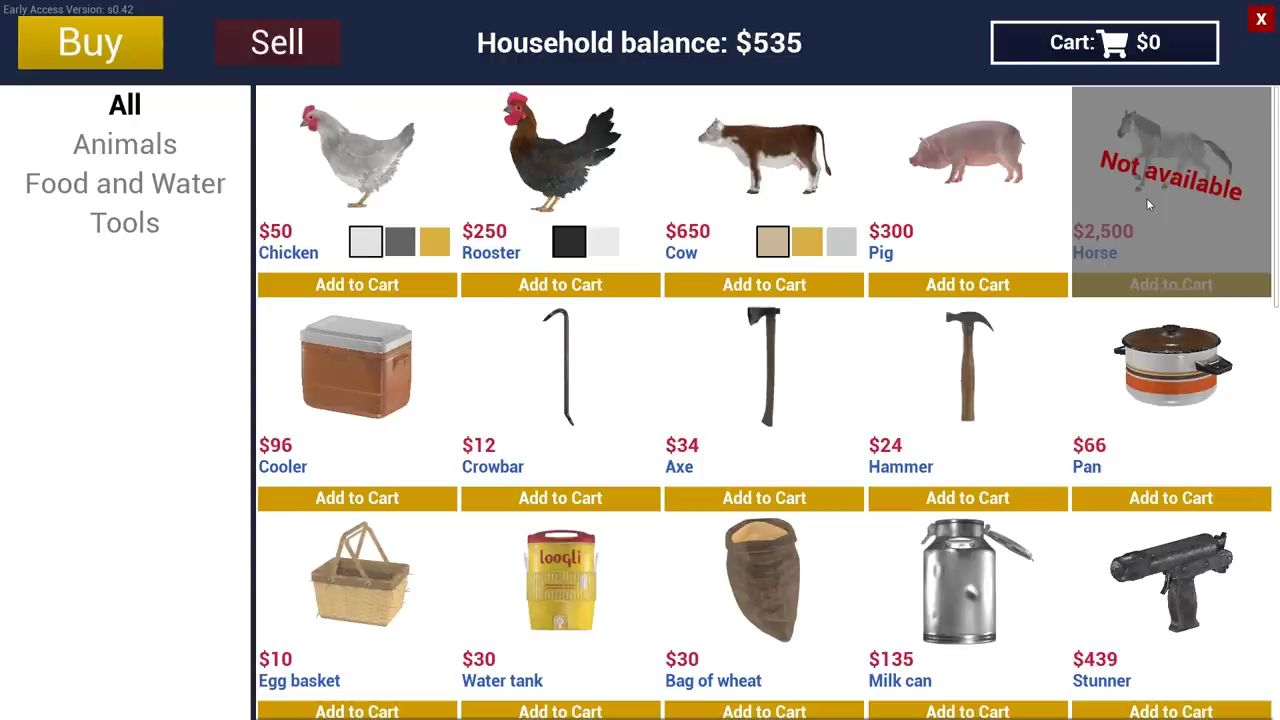 Early Access Version: s0.42
Buy
Sell
Household balance: $535
Cart: $0
X
All
Animals
Food and Water
Tools
$50
Chicken
Add to Cart
$250
Rooster
Add to Cart
$650
Cow
Add to Cart
$300
Pig
Add to Cart
Not available
$2,500
Horse
Add to Cart
$96
Cooler
Add to Cart
$12
Crowbar
Add to Cart
$34
Axe
Add to Cart
$24
Hammer
Add to Cart
$66
Pan
Add to Cart
$10
Egg basket
Add to Cart
loogli
$30
Water tank
Add to Cart
$30
Bag of wheat
Add to Cart
$135
Milk can
Add to Cart
$439
Stunner
Add to Cart